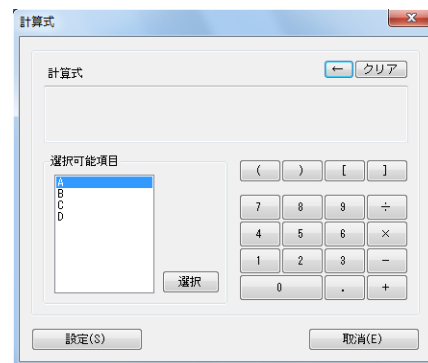 計算式
x
計算式
← クリア
選択可能項目
A
B
C
D
選択
( ) [ ]
7 8 9 ÷
4 5 6 ×
1 2 3 −
0 . +
設定(S) 取消(E)